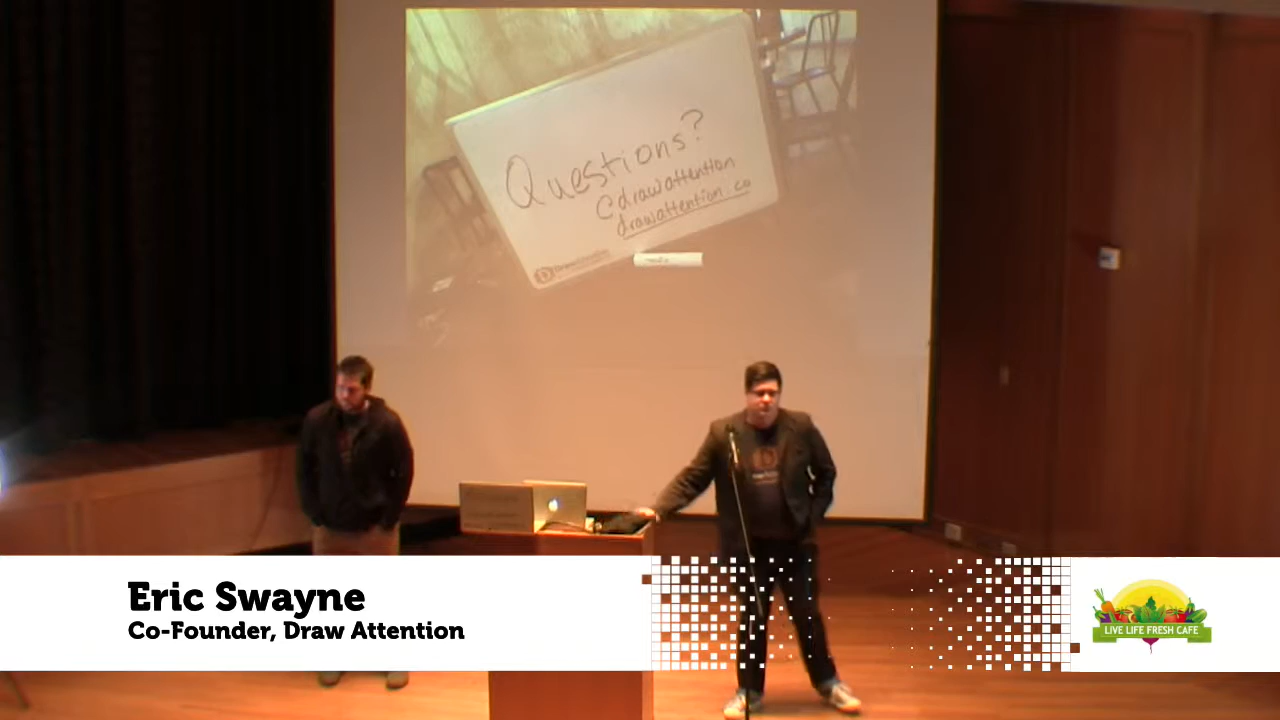 Questions?
@drawattention
drawattention.co
Eric Swayne
Co-Founder, Draw Attention
LIVE LIFE FRESH CAFE